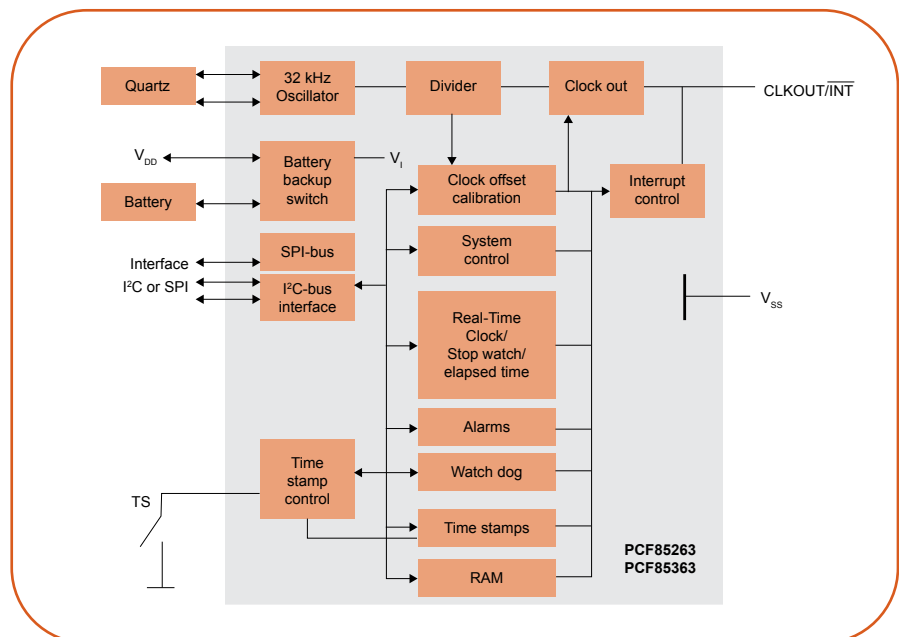 Quartz
32 kHz
Oscillator
Divider
Clock out
CLKOUT/INT
VDD
Battery
backup
switch
VI
Battery
Clock offset
calibration
Interrupt
control
SPI-bus
System
control
Interface
I²C or SPI
I²C-bus
interface
VSS
Real-Time
Clock/
Stop watch/
elapsed time
Alarms
Time
stamp
control
Watch dog
TS
Time stamps
PCF85263
PCF85363
RAM